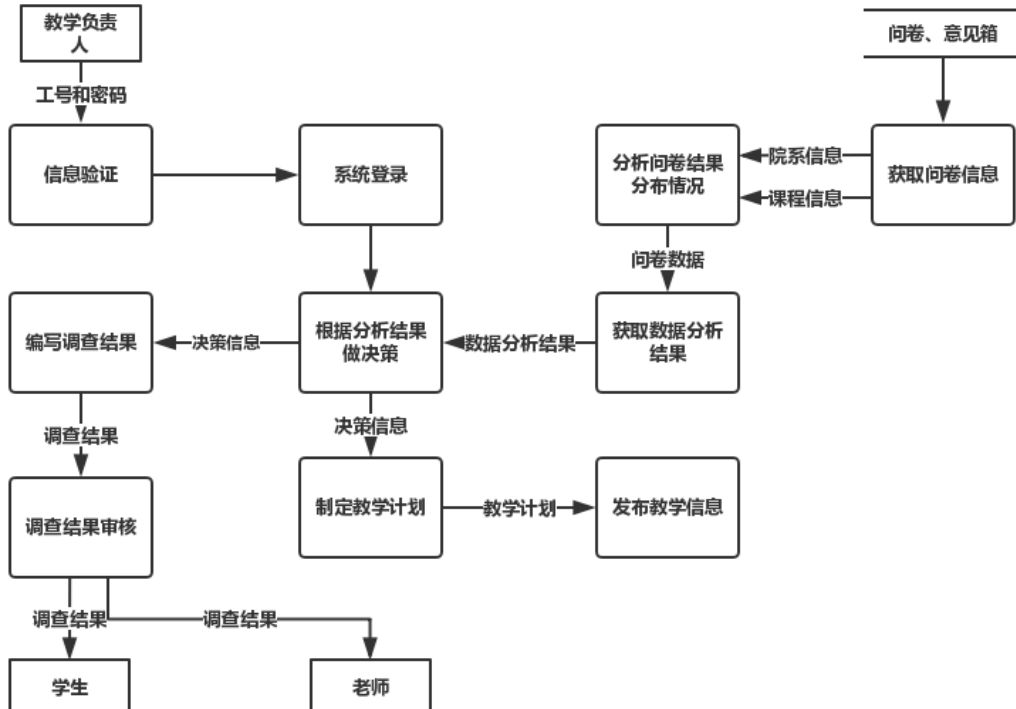 教学负责
人
问卷、意见箱
工号和密码
信息验证
系统登录
分析问卷结果
分布情况
院系信息
课程信息
获取问卷信息
问卷数据
编写调查结果
决策信息
根据分析结果
做决策
数据分析结果
获取数据分析
结果
调查结果
决策信息
调查结果审核
制定教学计划
教学计划
发布教学信息
调查结果
调查结果
学生
老师